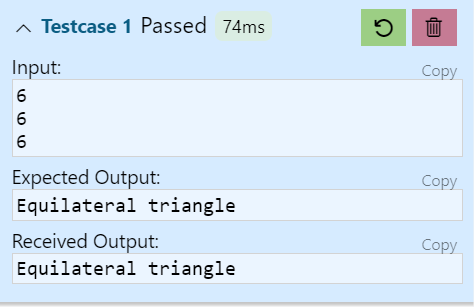 Testcase 1 Passed 74ms
Input:
Copy
6
6
6
Expected Output:
Copy
Equilateral triangle
Received Output:
Copy
Equilateral triangle